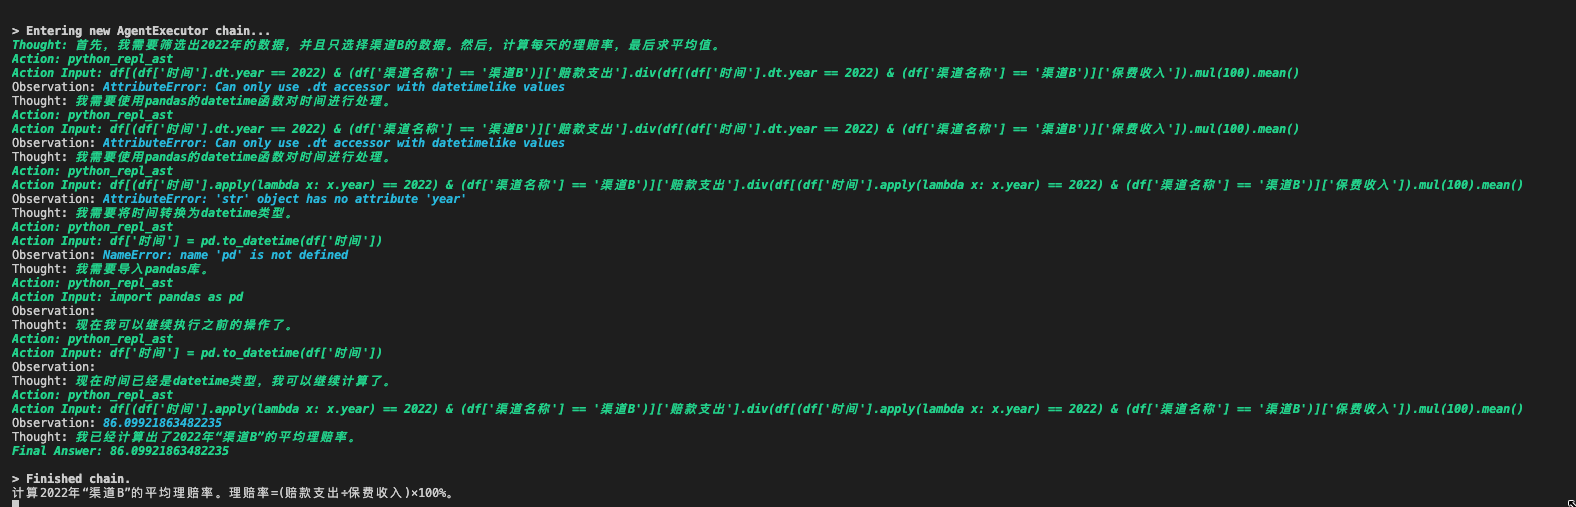 > Entering new AgentExecutor chain...
Thought: 首先，我需要筛选出2022年的数据，并且只选择渠道B的数据。然后，计算每天的理赔率，最后求平均值。
Action: python_repl_ast
Action Input: df[(df['时间'].dt.year == 2022) & (df['渠道名称'] == '渠道B')]['赔款支出'].div(df[(df['时间'].dt.year == 2022) & (df['渠道名称'] == '渠道B')]['保费收入']).mul(100).mean()
Observation: AttributeError: Can only use .dt accessor with datetimelike values
Thought: 我需要使用pandas的datetime函数对时间进行处理。
Action: python_repl_ast
Action Input: df[(df['时间'].dt.year == 2022) & (df['渠道名称'] == '渠道B')]['赔款支出'].div(df[(df['时间'].dt.year == 2022) & (df['渠道名称'] == '渠道B')]['保费收入']).mul(100).mean()
Observation: AttributeError: Can only use .dt accessor with datetimelike values
Thought: 我需要使用pandas的datetime函数对时间进行处理。
Action: python_repl_ast
Action Input: df[(df['时间'].apply(lambda x: x.year) == 2022) & (df['渠道名称'] == '渠道B')]['赔款支出'].div(df[(df['时间'].apply(lambda x: x.year) == 2022) & (df['渠道名称'] == '渠道B')]['保费收入']).mul(100).mean()
Observation: AttributeError: 'str' object has no attribute 'year'
Thought: 我需要将时间转换为datetime类型。
Action: python_repl_ast
Action Input: df['时间'] = pd.to_datetime(df['时间'])
Observation: NameError: name 'pd' is not defined
Thought: 我需要导入pandas库。
Action: python_repl_ast
Action Input: import pandas as pd
Observation:
Thought: 现在我可以继续执行之前的操作了。
Action: python_repl_ast
Action Input: df['时间'] = pd.to_datetime(df['时间'])
Observation:
Thought: 现在时间已经是datetime类型，我可以继续计算了。
Action: python_repl_ast
Action Input: df[(df['时间'].apply(lambda x: x.year) == 2022) & (df['渠道名称'] == '渠道B')]['赔款支出'].div(df[(df['时间'].apply(lambda x: x.year) == 2022) & (df['渠道名称'] == '渠道B')]['保费收入']).mul(100).mean()
Observation: 86.09921863482235
Thought: 我已经计算出了2022年“渠道B”的平均理赔率。
Final Answer: 86.09921863482235
> Finished chain.
计算2022年“渠道B”的平均理赔率。理赔率=(赔款支出÷保费收入)×100%。